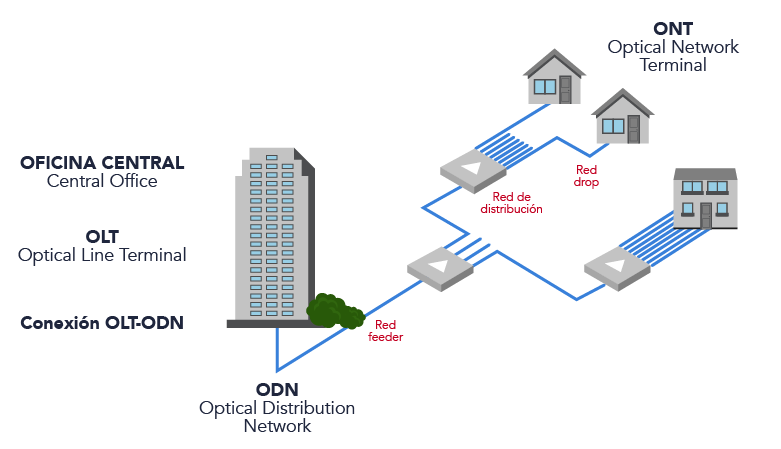 ONT
Optical Network
Terminal
OFICINA CENTRAL
Central Office
Red
drop
Red de
distribución
OLT
Optical Line Terminal
Conexión OLT-ODN
Red
feeder
ODN
Optical Distribution
Network